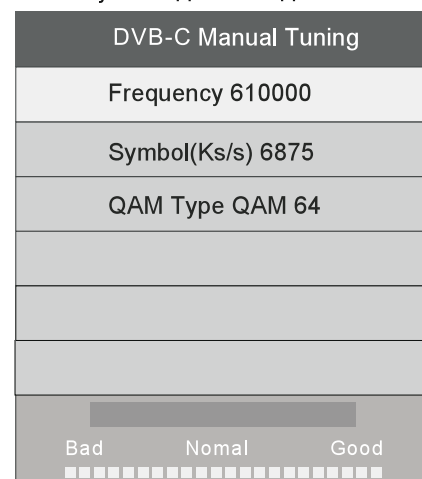 DVB-C Manual Tuning
Frequency 610000
Symbol(Ks/s) 6875
QAM Type QAM 64
Bad Nomal Good